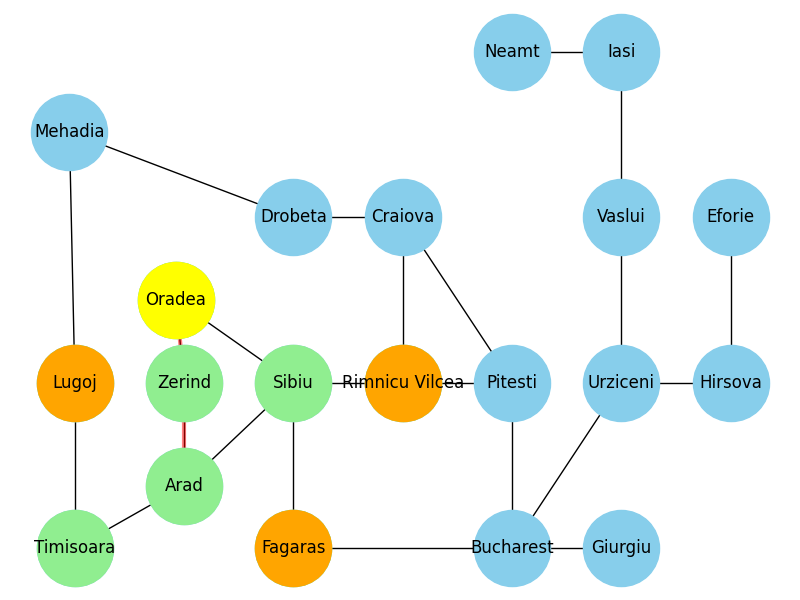 Neamt
Iasi
Mehadia
Drobeta
Craiova
Vaslui
Eforie
Oradea
Lugoj
Zerind
Sibiu
Rimnicu Vilcea
Pitesti
Urziceni
Hirsova
Arad
Timisoara
Fagaras
Bucharest
Giurgiu